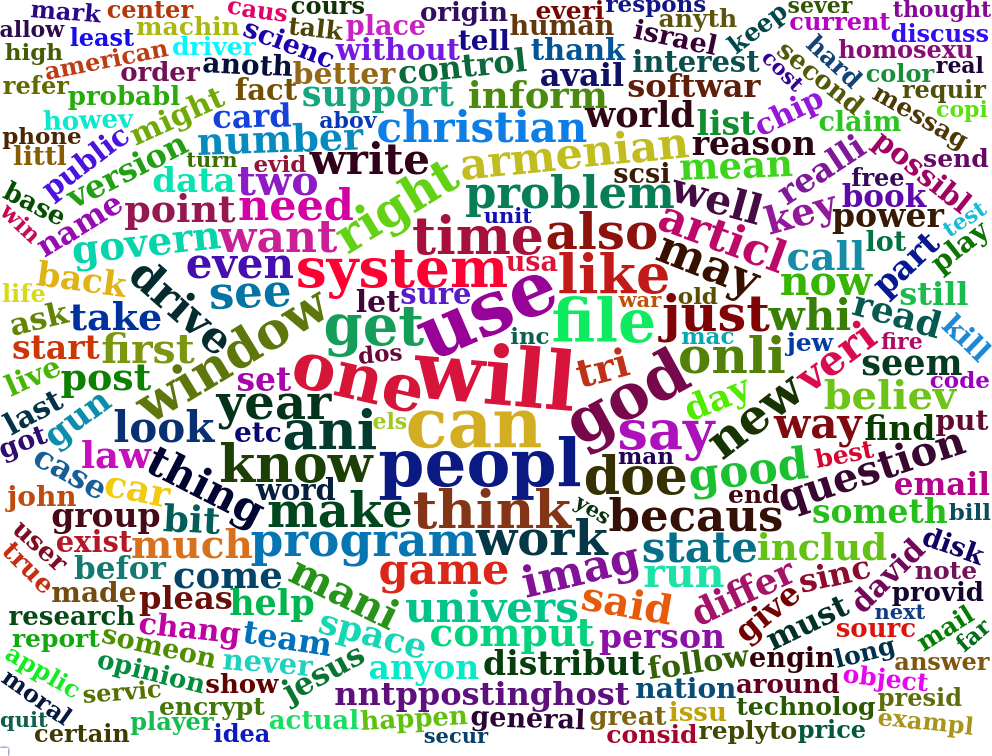 mark center caus cours origin everi respons sever thought
allow machin talk place human anyth keep current
least scienc without tell thank israel discuss
high american driver interest second hard homosexu
order anoth better control avail cost color real
refer probabl fact support inform softwar requir
howev might card abov christian world list chip claim messag copi
phone public number reason
littl version turn evid write armenian scsi mean realli possibl send
data two free
base name point need right problem well key book
win unit power test
govern want time also articl call lot part play
back even system usa like may now
life see let sure war old still
ask take drive window get use file just whi read kill
start first dos inc mac onli jew veri fire
live post set one will tri god day seem
last gun year els believ code
got look etc ani can say new way find put
case law know peopl man doe good best
john car thing word think end question email
group bit make yes becaus someth bill
user exist much program work state includ disk
true befor come game imag run differ sinc david note
made pleas help mani univers said give must provid
research chang space next
report someon team comput person sourc mail far
applic opinion never jesus anyon distribut follow engin long answer
moral servic show nntppostinghost nation around object
encrypt technolog presid
quit player actual happen general great issu exampl
certain idea secur consid replyto price